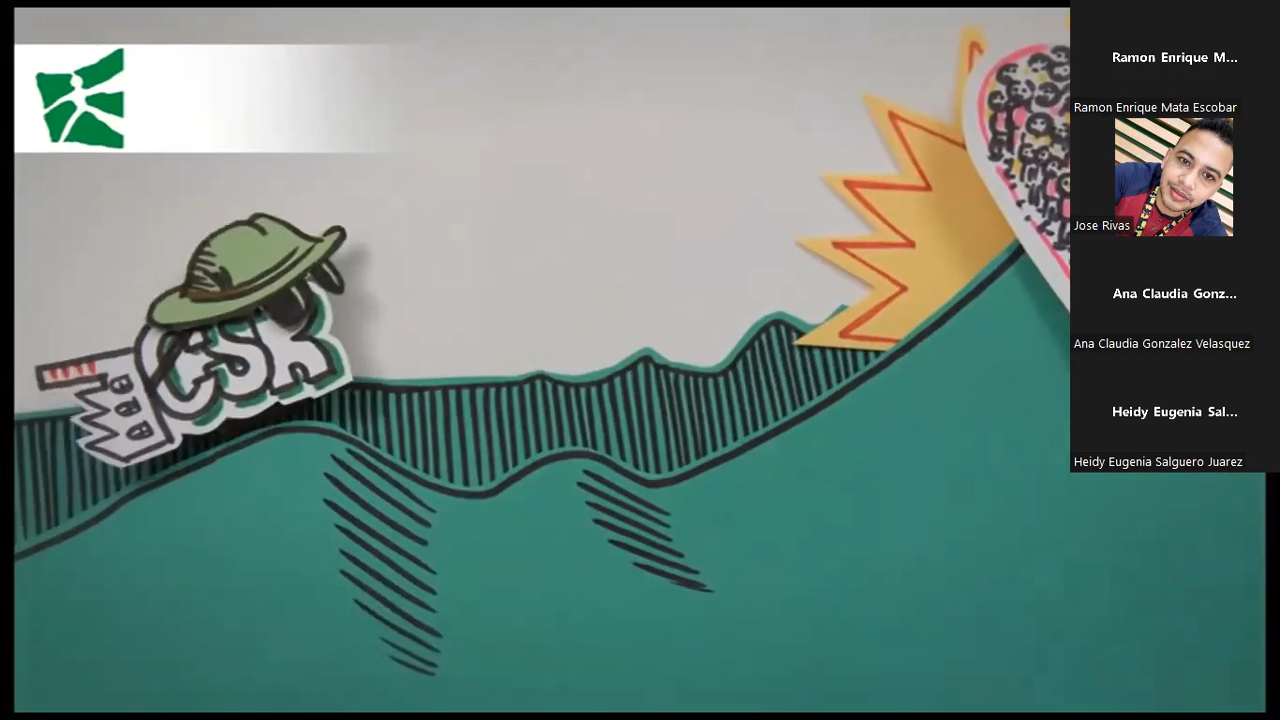 CSR
Ramon Enrique M...
Ramon Enrique Mata Escobar
Jose Rivas
Ana Claudia Gonz...
Ana Claudia Gonzalez Velasquez
Heidy Eugenia Sal...
Heidy Eugenia Salguero Juarez